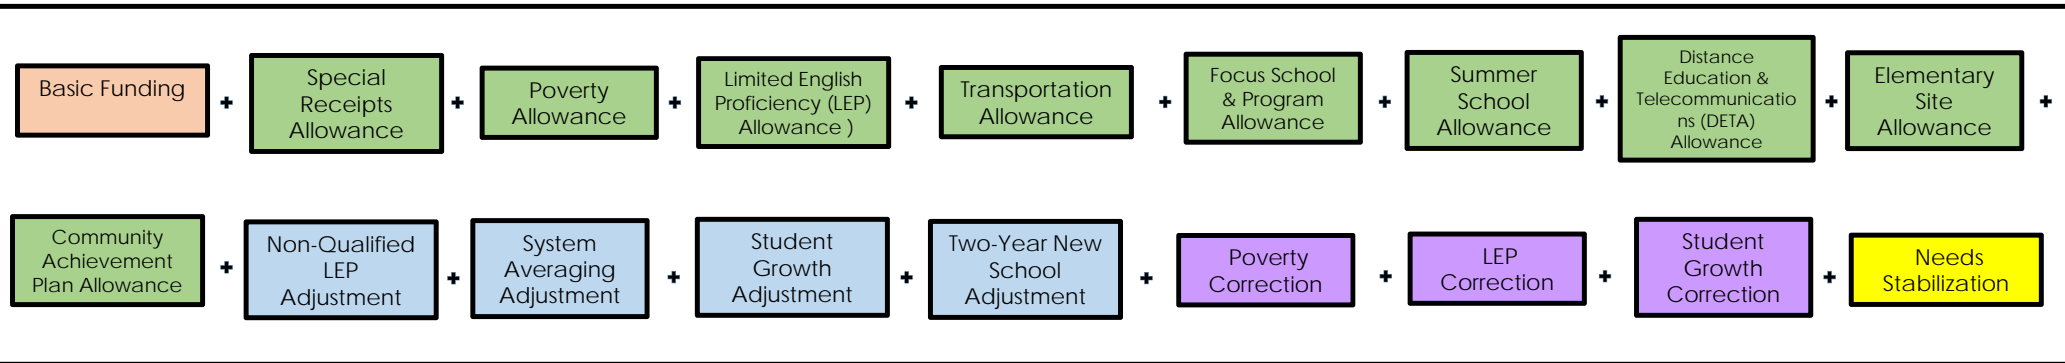 Basic Funding
+
Special
Receipts
Allowance
+
Poverty
Allowance
+
Limited English
Proficiency (LEP)
Allowance )
+
Transportation
Allowance
+
Focus School
& Program
Allowance
+
Summer
School
Allowance
+
Distance
Education &
Telecommunicatio
ns (DETA)
Allowance
+
Elementary
Site
Allowance
+
Community
Achievement
Plan Allowance
+
Non-Qualified
LEP
Adjustment
+
System
Averaging
Adjustment
+
Student
Growth
Adjustment
+
Two-Year New
School
Adjustment
+
Poverty
Correction
+
LEP
Correction
+
Student
Growth
Correction
+
Needs
Stabilization